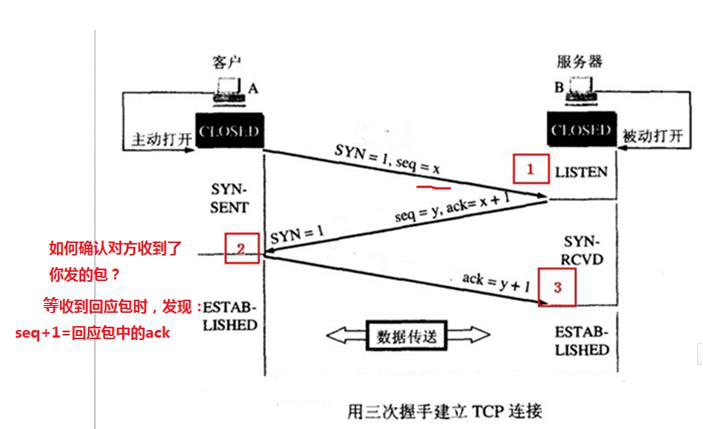 客户
服务器
A
B
CLOSED
CLOSED
主动打开
被动打开
SYN = 1, seq = x
1
LISTEN
SYN-
SENT
seq = y, ack= x + 1
SYN = 1
2
如何确认对方收到了
你发的包？
SYN-
RCVD
ack = y + 1
3
等收到回应包时，发现：
seq+1=回应包中的ack
ESTAB-
LISHED
数据传送
ESTAB-
LISHED
用三次握手建立 TCP 连接